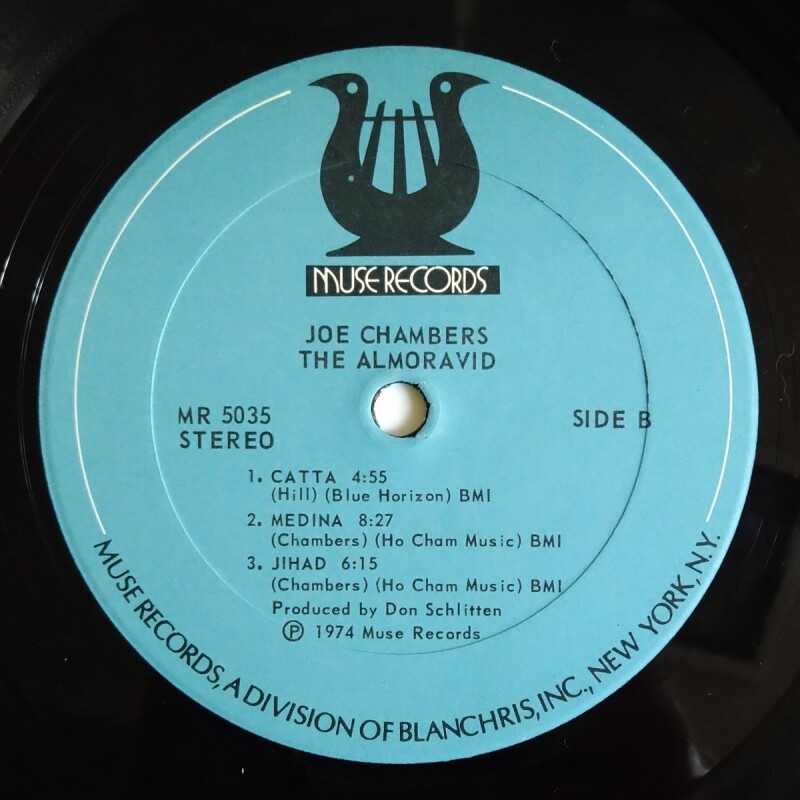 MUSE RECORDS
JOE CHAMBERS
THE ALMORAVID
MR 5035
STEREO
SIDE B
1. CATTA 4:55
(Hill) (Blue Horizon) BMI
2. MEDINA 8:27
(Chambers) (Ho Cham Music) BMI
3. JIHAD 6:15
(Chambers) (Ho Cham Music) BMI
Produced by Don Schlitten
Ⓟ 1974 Muse Records
MUSE RECORDS, A DIVISION OF BLANCHRIS, INC., NEW YORK, N.Y.